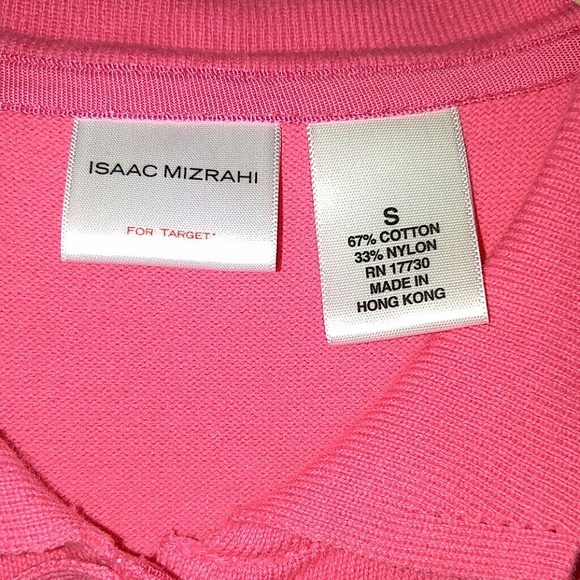 ISAAC MIZRAHI
FOR TARGET*
S
67% COTTON
33% NYLON
RN 17730
MADE IN
HONG KONG